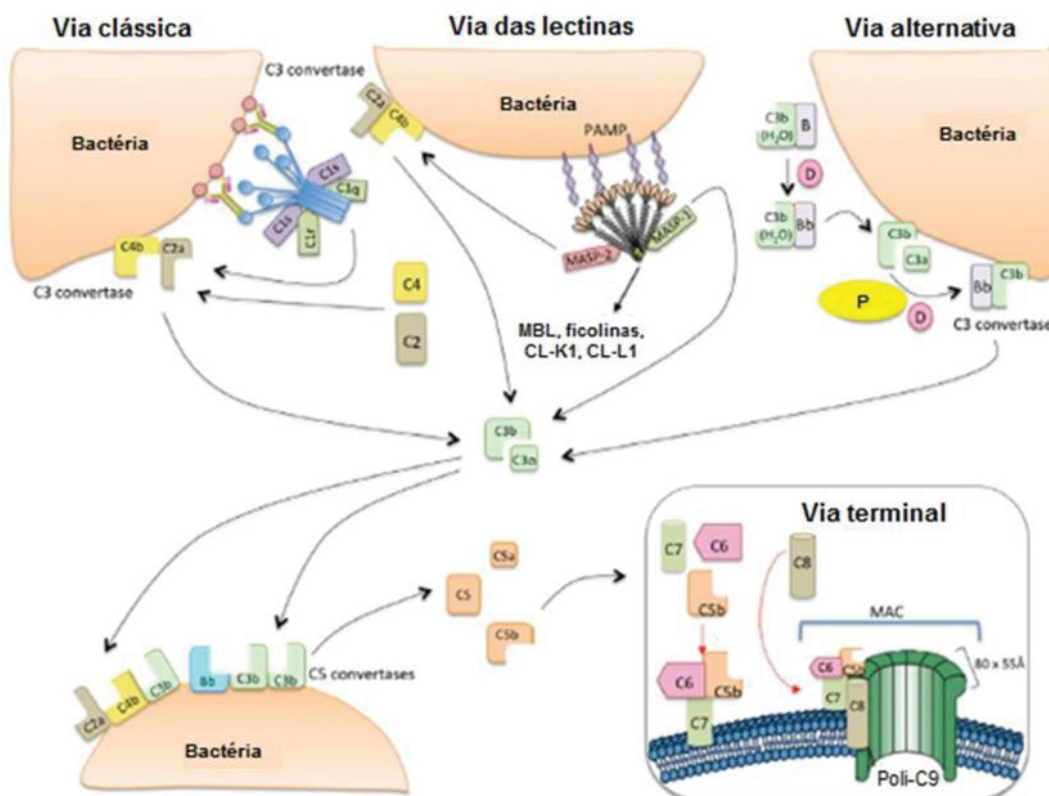 Via clássica
Via das lectinas
Via alternativa
C3 convertase
C2a
C4b
Bactéria
Bactéria
PAMP
C3b
(H₂O)
B
D
Bactéria
C1s
C1q
C1s
C1r
MASP-2
MASP-1
C3b
(H₂O)
Bb
C3b
C3a
C4b
C2a
C3 convertase
C4
C2
P
D
Bb
C3b
C3 convertase
MBL, ficolinas,
CL-K1, CL-L1
C3b
C3a
Via terminal
C7
C6
C8
C5b
C5a
C5
C5b
MAC
C6
C5b
C7
C6
C5b
C7
C8
80 x 55Å
Poli-C9
C2a
C4b
C3b
Bb
C3b
C3b
C5 convertases
Bactéria